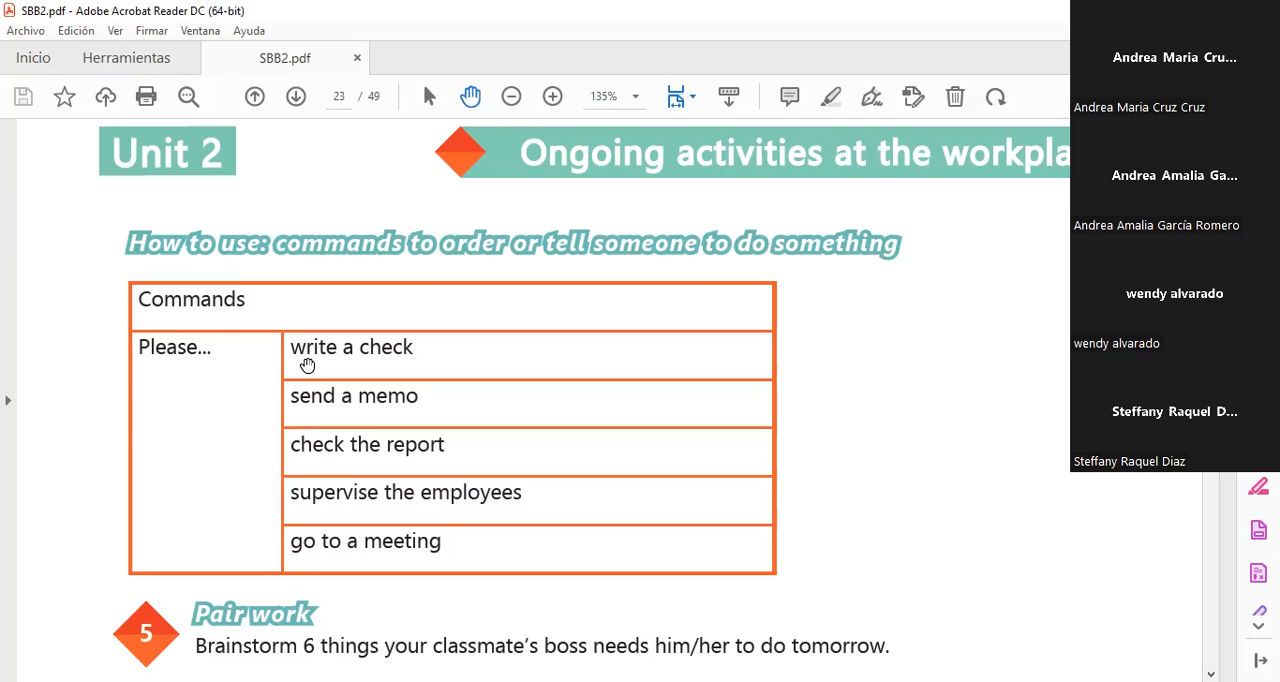 SBB2.pdf - Adobe Acrobat Reader DC (64-bit)
Archivo Edición Ver Firmar Ventana Ayuda
Inicio Herramientas SBB2.pdf ×
23 / 49 135%
Unit 2 Ongoing activities at the workpla
How to use: commands to order or tell someone to do something
Commands
Please... write a check
send a memo
check the report
supervise the employees
go to a meeting
5 Pair work
Brainstorm 6 things your classmate's boss needs him/her to do tomorrow.
Andrea Maria Cru...
Andrea Maria Cruz Cruz
Andrea Amalia Ga...
Andrea Amalia García Romero
wendy alvarado
wendy alvarado
Steffany Raquel D...
Steffany Raquel Diaz